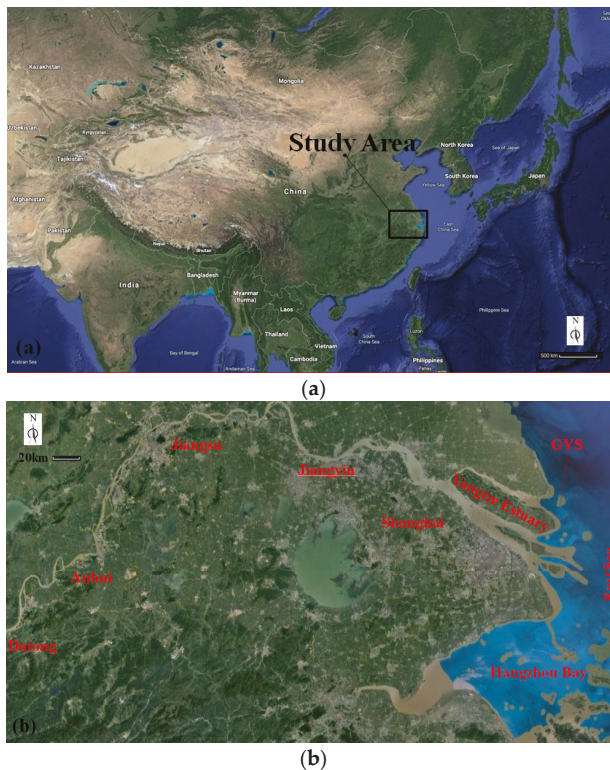 Kazakhstan
Mongolia
Uzbekistan
Kyrgyzstan
Tajikistan
Study Area
North Korea
Sea of Japan
South Korea
Japan
Afghanistan
China
Yellow Sea
East
China Sea
Pakistan
Nepal
Bhutan
Bangladesh
India
Myanmar
(Burma)
Laos
Thailand
Vietnam
Cambodia
South
China Sea
Luzon
Philippine Sea
Philippines
N
500 km
(a)
Arabian Sea
Bay of Bengal
Andaman Sea
(a)
N
20km
Jiangsu
Jiangyin
GYS
Yangtze Estuary
Shanghai
Anhui
Datong
Hangzhou Bay
(b)
(b)